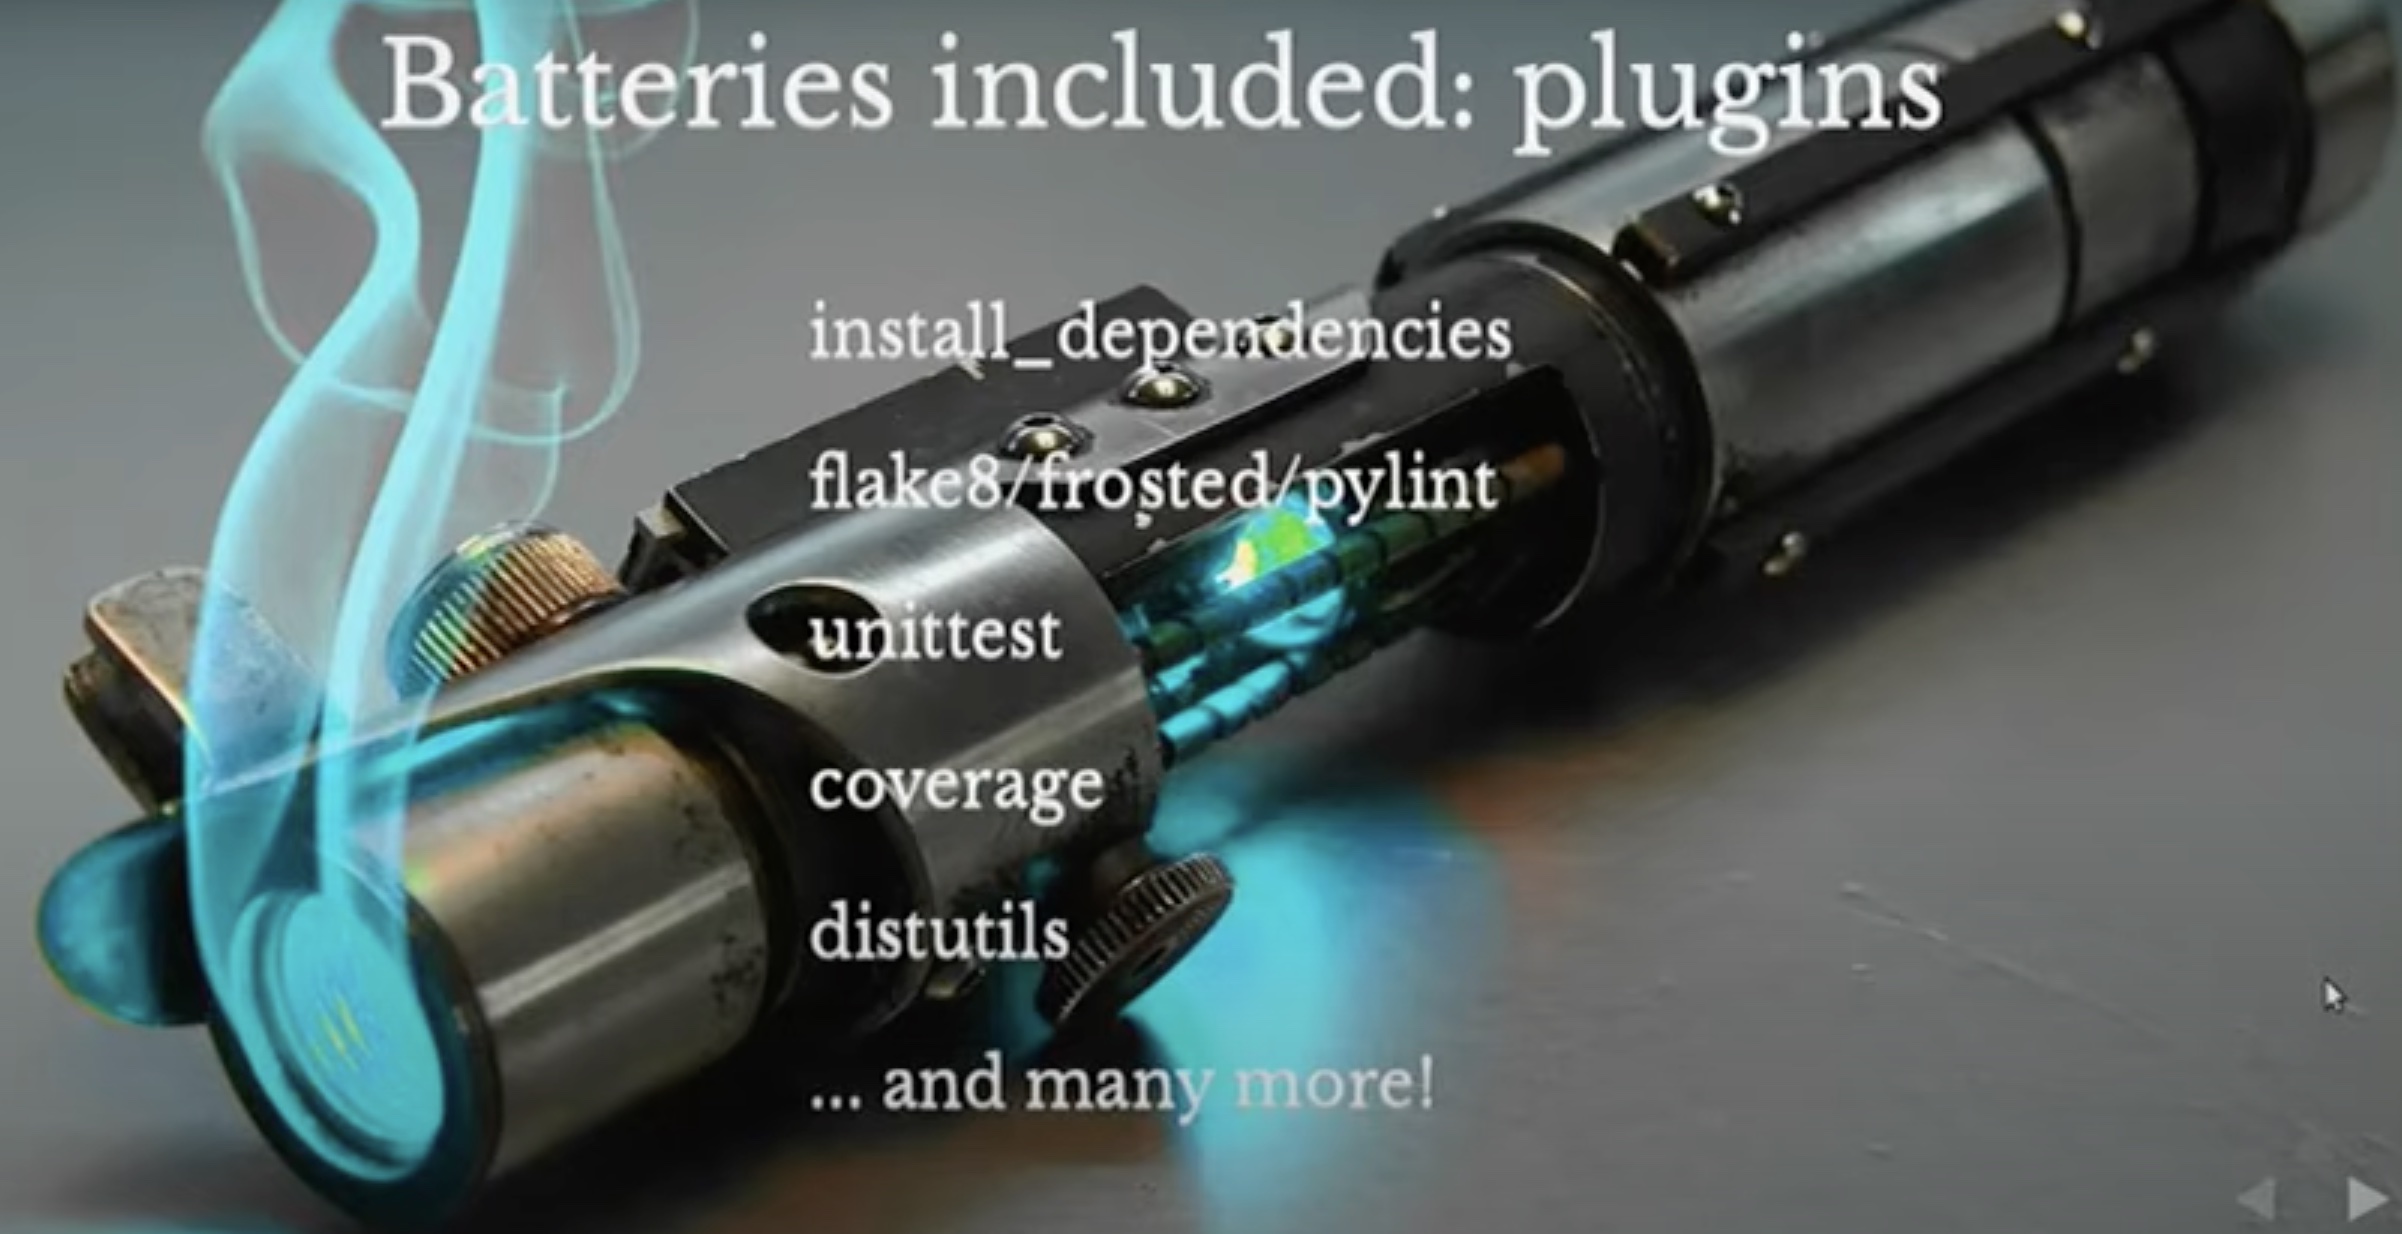 Batteries included: plugins
install_dependencies
flake8/frosted/pylint
unittest
coverage
distutils
... and many more!